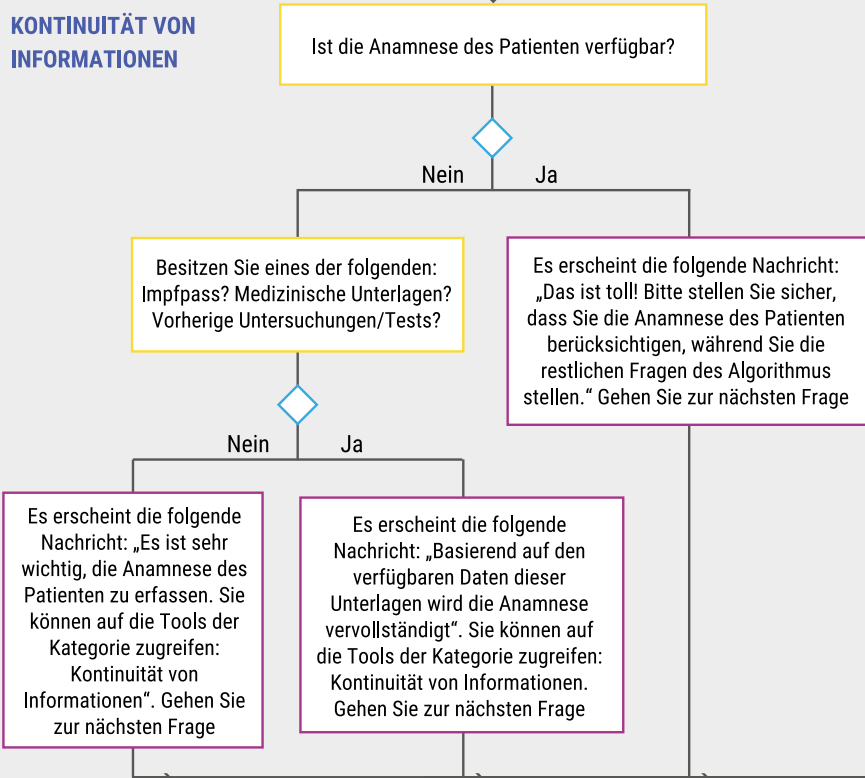 KONTINUITÄT VON
INFORMATIONEN
Ist die Anamnese des Patienten verfügbar?
Nein
Ja
Besitzen Sie eines der folgenden:
Impfpass? Medizinische Unterlagen?
Vorherige Untersuchungen/Tests?
Es erscheint die folgende Nachricht:
„Das ist toll! Bitte stellen Sie sicher,
dass Sie die Anamnese des Patienten
berücksichtigen, während Sie die
restlichen Fragen des Algorithmus
stellen.“ Gehen Sie zur nächsten Frage
Nein
Ja
Es erscheint die folgende
Nachricht: „Es ist sehr
wichtig, die Anamnese des
Patienten zu erfassen. Sie
können auf die Tools der
Kategorie zugreifen:
Kontinuität von
Informationen“. Gehen Sie
zur nächsten Frage
Es erscheint die folgende
Nachricht: „Basierend auf den
verfügbaren Daten dieser
Unterlagen wird die Anamnese
vervollständigt“. Sie können auf
die Tools der Kategorie zugreifen:
Kontinuität von Informationen.
Gehen Sie zur nächsten Frage